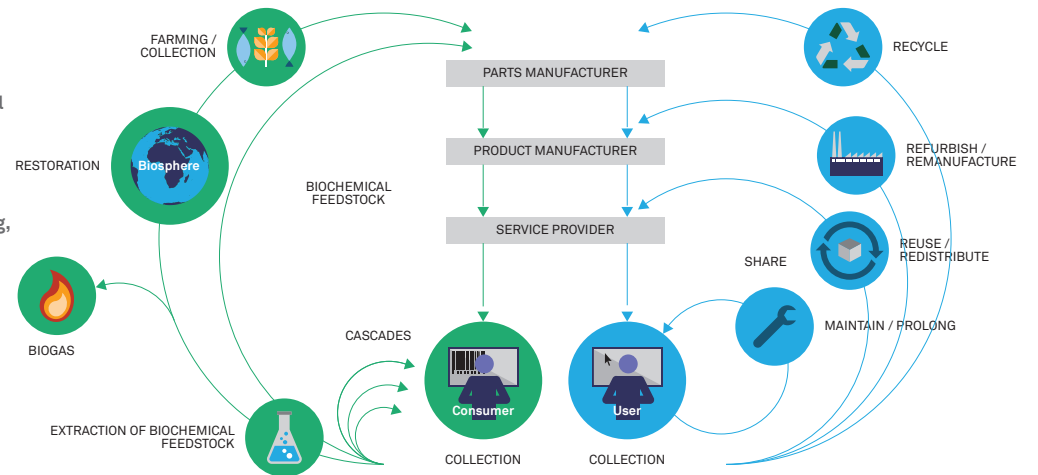 FARMING /
COLLECTION
RECYCLE
PARTS MANUFACTURER
PRODUCT MANUFACTURER
REFURBISH /
REMANUFACTURE
RESTORATION
Biosphere
BIOCHEMICAL
FEEDSTOCK
g,
SERVICE PROVIDER
REUSE /
REDISTRIBUTE
SHARE
MAINTAIN / PROLONG
BIOGAS
CASCADES
Consumer
User
EXTRACTION OF BIOCHEMICAL
FEEDSTOCK
COLLECTION
COLLECTION